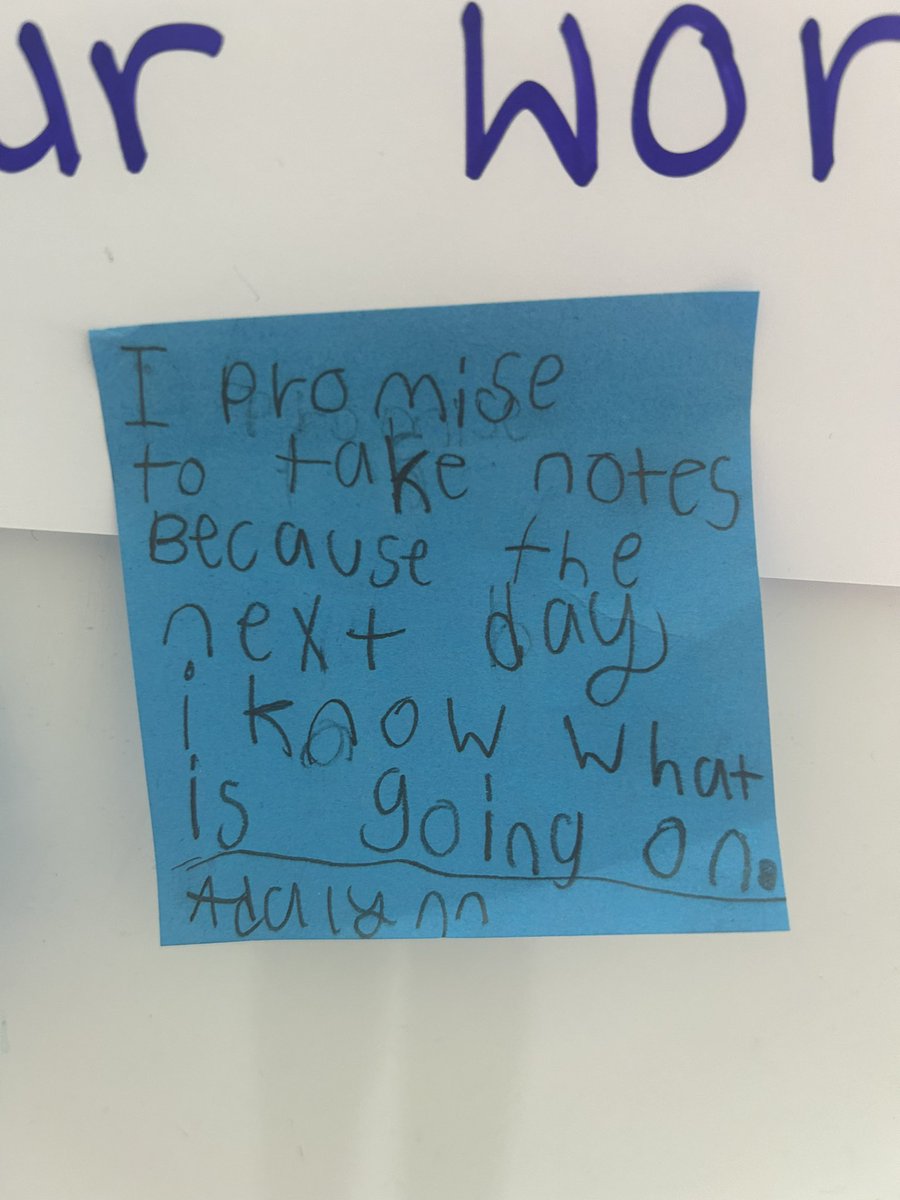 ur wor
I promise
to take notes
Because the
next day
i know what
is going on.
Adalynn